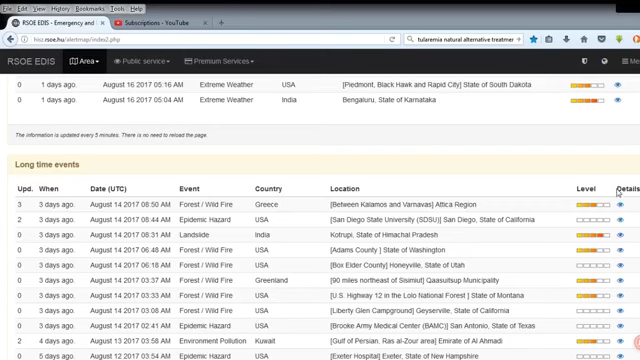 File Edit View History Bookmarks Tools Help
RSOE EDIS - Emergency and × Subscriptions - YouTube × +
hisz.rsoe.hu/alertmap/index2.php tularemia natural alternative treatmer
RSOE EDIS Area Public service Premium Services Me
0 1 days ago. August 16 2017 05:16 AM Extreme Weather USA [Piedmont, Black Hawk and Rapid City] State of South Dakota
0 1 days ago. August 16 2017 05:04 AM Extreme Weather India Bengaluru, State of Karnataka
The information is updated every 5 minutes. There is no need to reload the page.
Long time events
Upd. When Date (UTC) Event Country Location Level Details
3 3 days ago. August 14 2017 08:50 AM Forest / Wild Fire Greece [Between Kalamos and Varnavas] Attica Region
2 3 days ago. August 14 2017 08:44 AM Epidemic Hazard USA [San Diego State University (SDSU)] San Diego, State of California
0 3 days ago. August 14 2017 08:31 AM Landslide India Kotrupi, State of Himachal Pradesh
0 3 days ago. August 14 2017 06:48 AM Forest / Wild Fire USA [Adams County] State of Washington
0 3 days ago. August 14 2017 06:18 AM Forest / Wild Fire USA [Box Elder County] Honeyville, State of Utah
0 3 days ago. August 14 2017 03:37 AM Forest / Wild Fire Greenland [90 miles northeast of Sisimiut] Qaasuitsup Municipality
0 3 days ago. August 14 2017 03:33 AM Forest / Wild Fire USA [U.S. Highway 12 in the Lolo National Forest ] State of Montana
0 3 days ago. August 14 2017 03:03 AM Forest / Wild Fire USA [Liberty Glen Campground] Geyserville, State of California
0 3 days ago. August 14 2017 02:41 AM Epidemic Hazard USA [Brooke Army Medical Center (BAMC)] San Antonio, State of Texas
2 4 days ago. August 13 2017 03:58 AM Environment Pollution Kuwait [Gulf of Persian, Ras al-Zour area] Emirate of Al Ahmadi
0 5 days ago. August 12 2017 03:54 AM Epidemic Hazard USA [Exeter Hospital] Exeter, State of New Hampshire